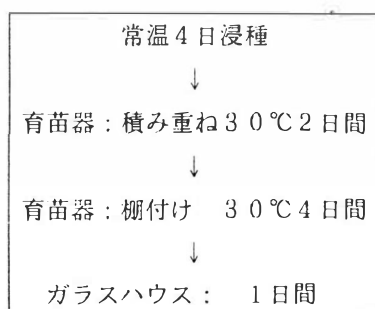 常温４日浸種
↓
育苗器：積み重ね３０℃２日間
↓
育苗器：棚付け　３０℃４日間
↓
ガラスハウス：　１日間